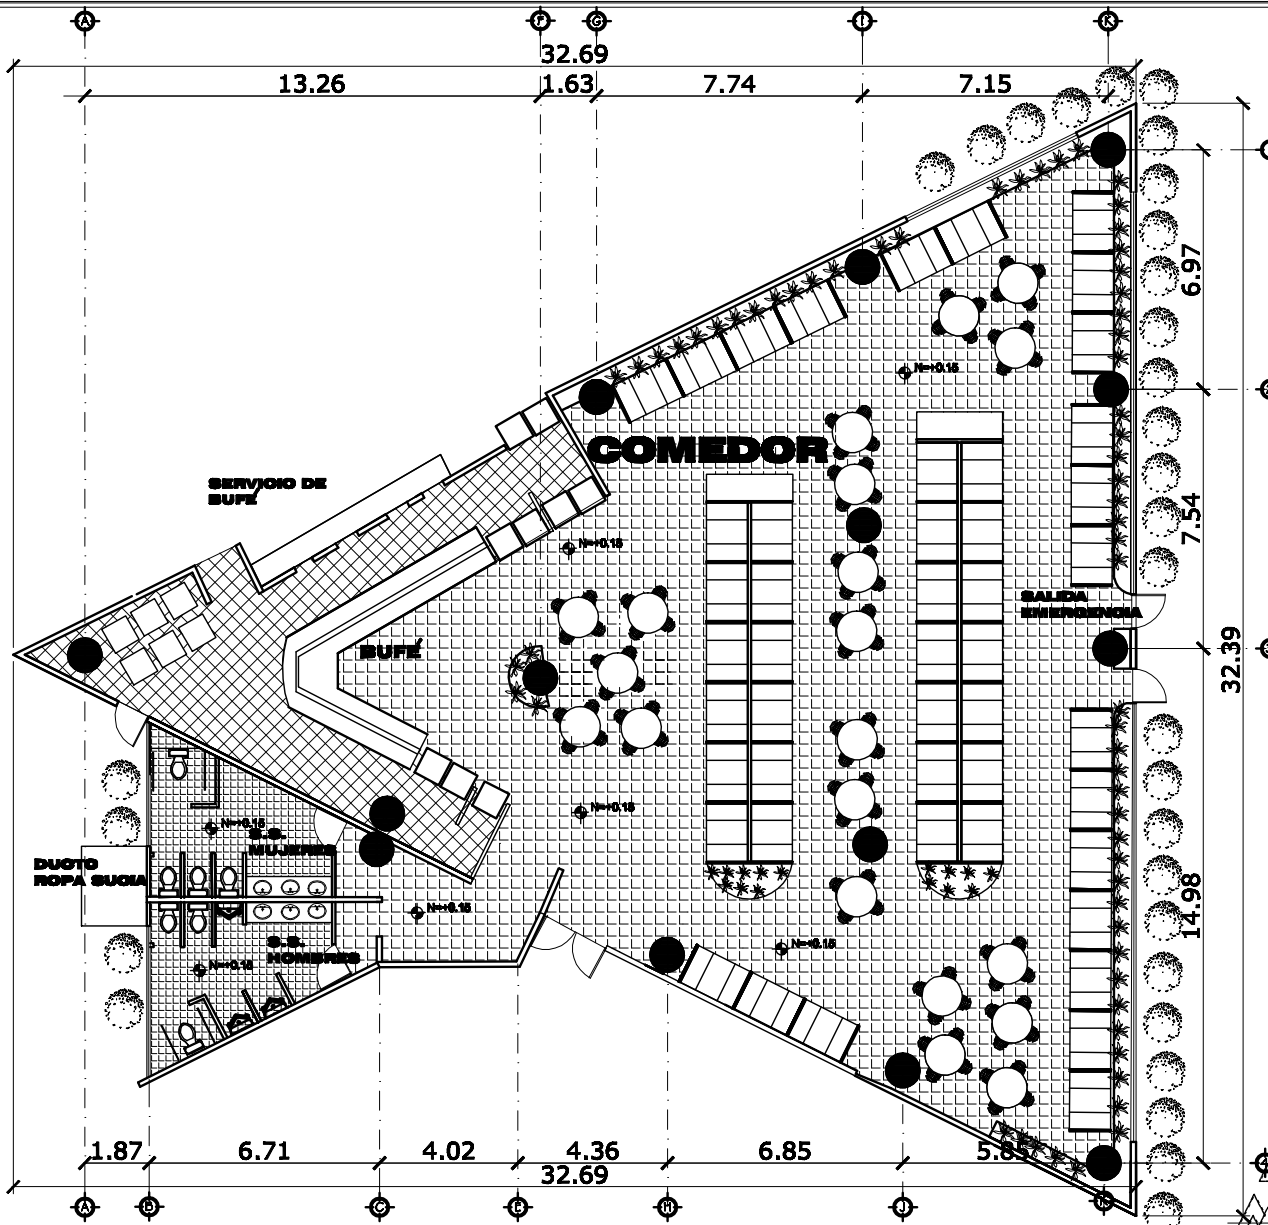 A F G I K
32.69
13.26 1.63 7.74 7.15
6.97
N=+0.15
COMEDOR
SERVICIO DE
BUFÉ
7.54
N=+0.15
SALIDA
EMERGENCIA
BUFÉ
32.39
N=+0.15
N=+0.15
S.S.
MUJERES
DUCTO
ROPA SUCIA
14.98
N=+0.15
S.S.
HOMBRES
N=+0.15
N=+0.15
1.87 6.71 4.02 4.36 6.85 5.85
32.69
A B C E H J K